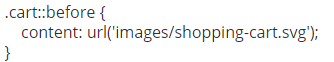 .cart::before {
    content: url('images/shopping-cart.svg');
}